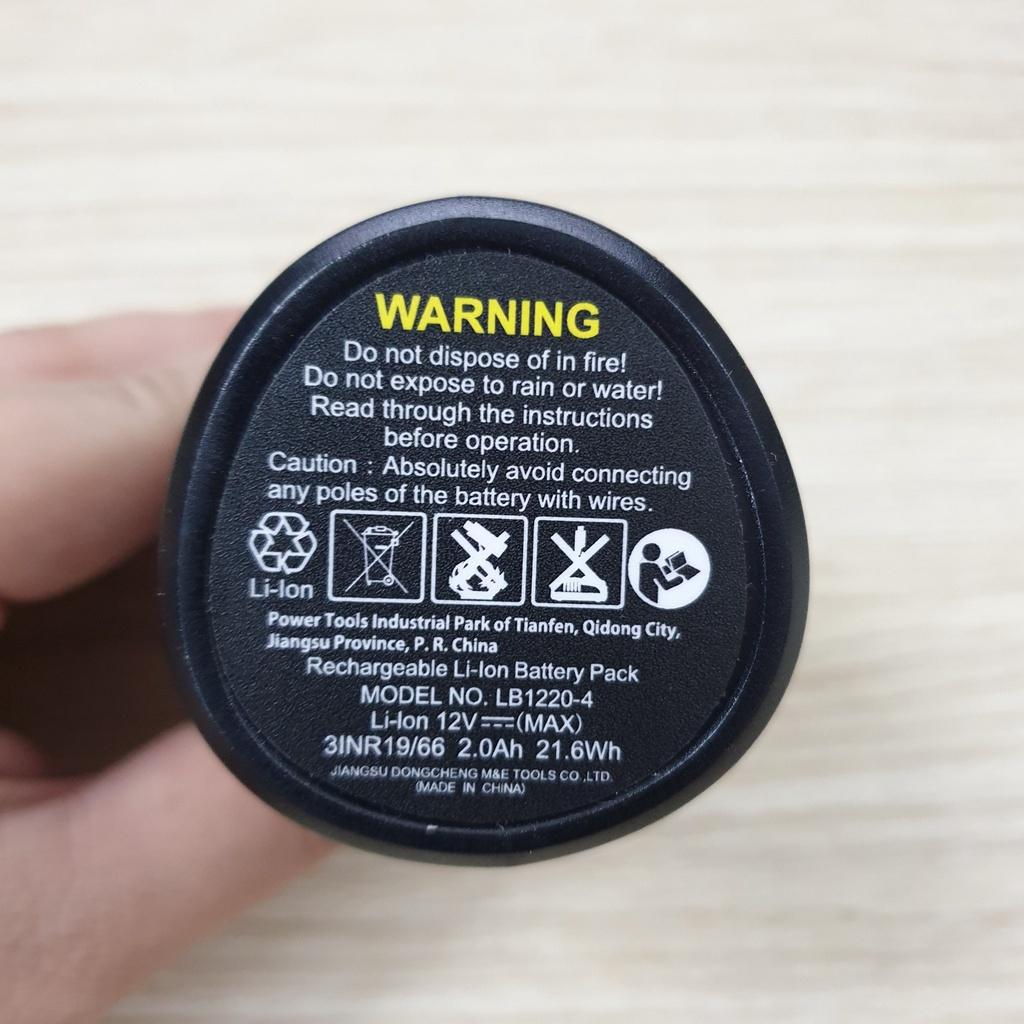 WARNING
Do not dispose of in fire!
Do not expose to rain or water!
Read through the instructions
before operation.
Caution : Absolutely avoid connecting
any poles of the battery with wires.
Li-Ion
Power Tools Industrial Park of Tianfen, Qidong City,
Jiangsu Province, P. R. China
Rechargeable Li-Ion Battery Pack
MODEL NO. LB1220-4
Li-Ion 12V⎓(MAX)
3INR19/66 2.0Ah 21.6Wh
JIANGSU DONGCHENG M&E TOOLS CO.,LTD.
(MADE IN CHINA)